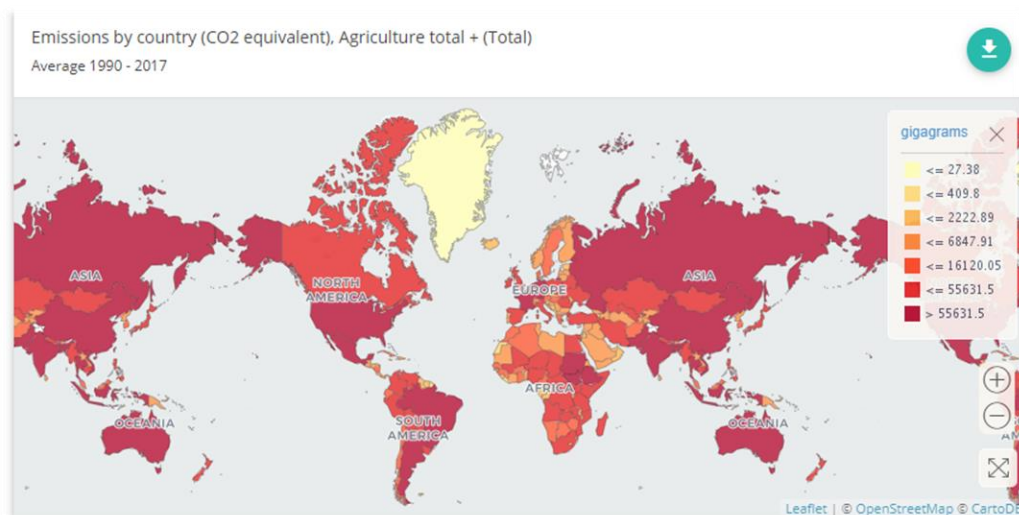 Emissions by country (CO2 equivalent), Agriculture total + (Total)
Average 1990 - 2017
gigagrams
<= 27.38
<= 409.8
<= 2222.89
<= 6847.91
<= 16120.05
<= 55631.5
> 55631.5
ASIA
NORTH
AMERICA
EUROPE
ASIA
AFRICA
SOUTH
AMERICA
OCEANIA
OCEANIA
AM
Leaflet | © OpenStreetMap © CartoDB